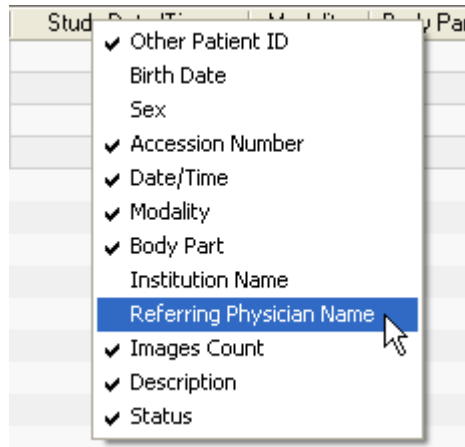 Other Patient ID
Birth Date
Sex
Accession Number
Date/Time
Modality
Body Part
Institution Name
Referring Physician Name
Images Count
Description
Status